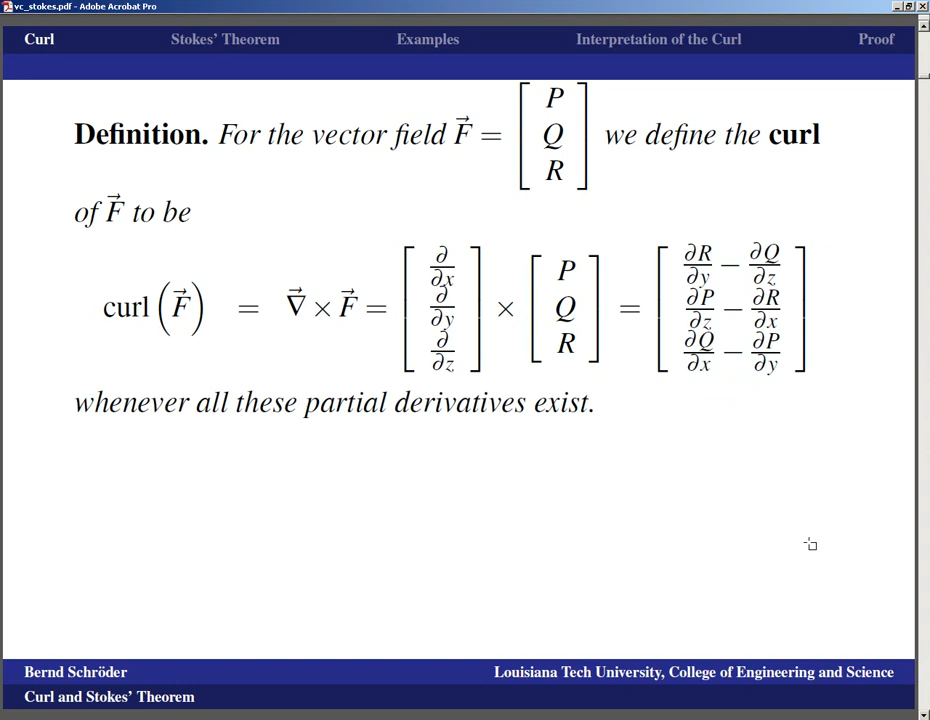 vc_stokes.pdf - Adobe Acrobat Pro
Curl Stokes' Theorem Examples Interpretation of the Curl Proof
Definition. For the vector field F⃗ = [P Q R] we define the curl
of F⃗ to be
curl (F⃗) = ∇⃗ × F⃗ = [∂/∂x ∂/∂y ∂/∂z] × [P Q R] = [∂R/∂y − ∂Q/∂z ∂P/∂z − ∂R/∂x ∂Q/∂x − ∂P/∂y]
whenever all these partial derivatives exist.
Bernd Schröder Louisiana Tech University, College of Engineering and Science
Curl and Stokes' Theorem